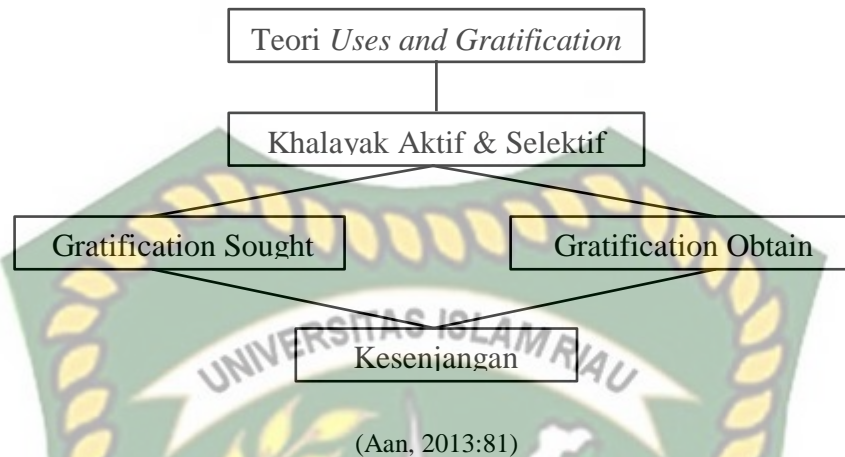 Teori Uses and Gratification
Khalayak Aktif & Selektif
Gratification Sought
Gratification Obtain
UNIVERSITAS ISLAM RIAU
Kesenjangan
(Aan, 2013:81)